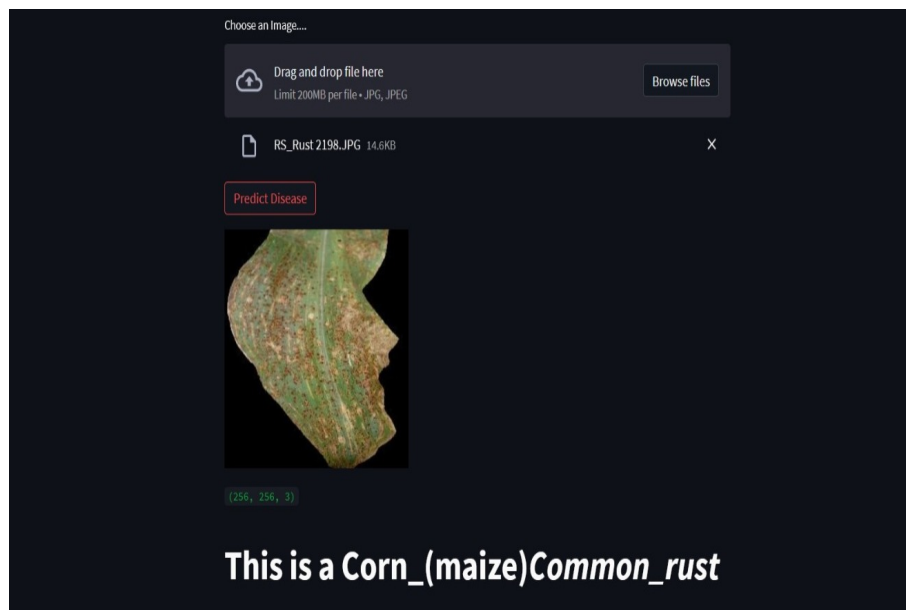 Choose an Image....
Drag and drop file here
Browse files
Limit 200MB per file • JPG, JPEG
RS_Rust 2198.JPG 14.6KB
X
Predict Disease
(256, 256, 3)
This is a Corn_(maize)Common_rust